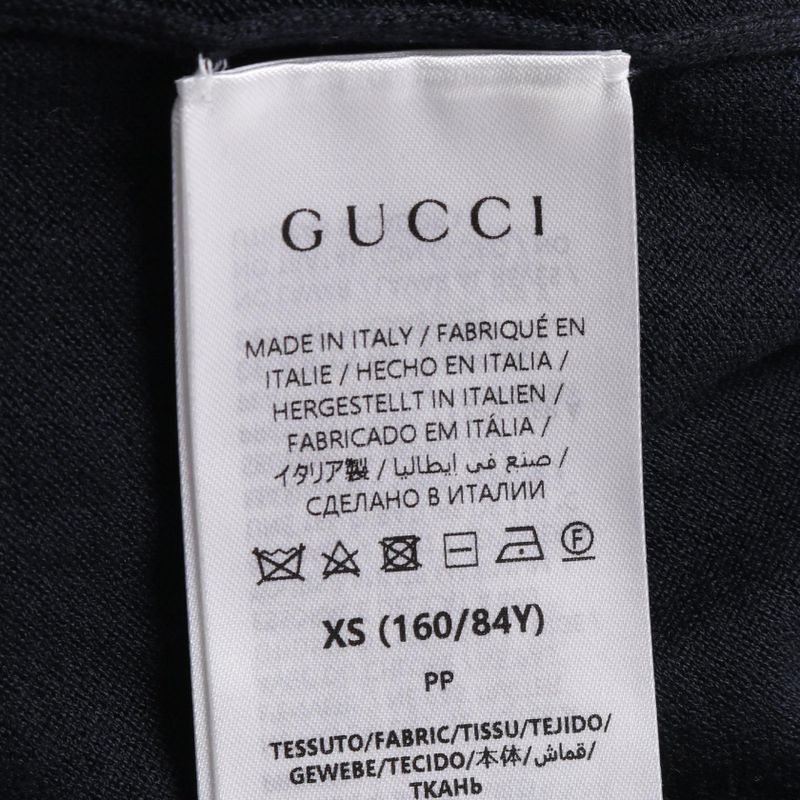 GUCCI
MADE IN ITALY / FABRIQUÉ EN
ITALIE / HECHO EN ITALIA /
HERGESTELLT IN ITALIEN /
FABRICADO EM ITÁLIA /
イタリア製 / صنع في إيطاليا /
СДЕЛАНО В ИТАЛИИ
F
XS (160/84Y)
PP
TESSUTO/FABRIC/TISSU/TEJIDO/
GEWEBE/TECIDO/本体/قماش/
ТКАНЬ